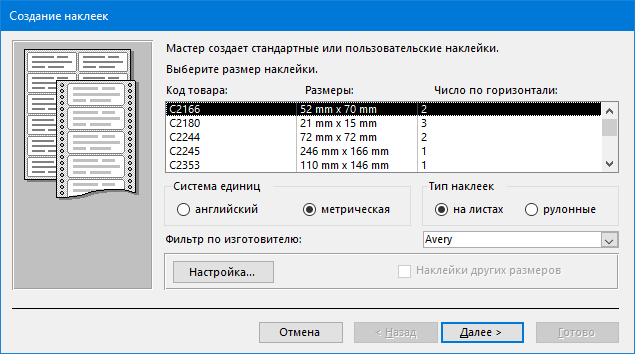 Создание наклеек
Мастер создает стандартные или пользовательские наклейки.
Выберите размер наклейки.
Код товара: Размеры: Число по горизонтали:
C2166 52 mm x 70 mm 2
C2180 21 mm x 15 mm 3
C2244 72 mm x 72 mm 2
C2245 246 mm x 166 mm 1
C2353 110 mm x 146 mm 1
Система единиц Тип наклеек
английский метрическая на листах рулонные
Фильтр по изготовителю: Avery
Настройка... Наклейки других размеров
Отмена < Назад Далее > Готово